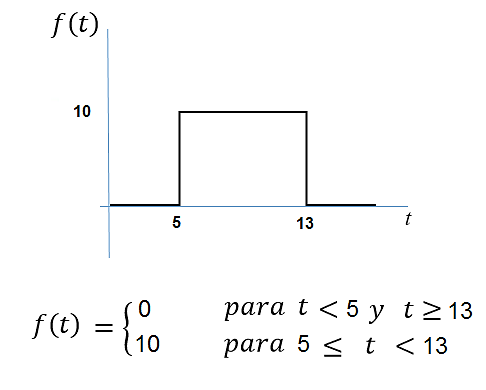 f(t)
10
5 13 t
f(t) = { 0 para t < 5 y t ≥ 13
10 para 5 ≤ t < 13